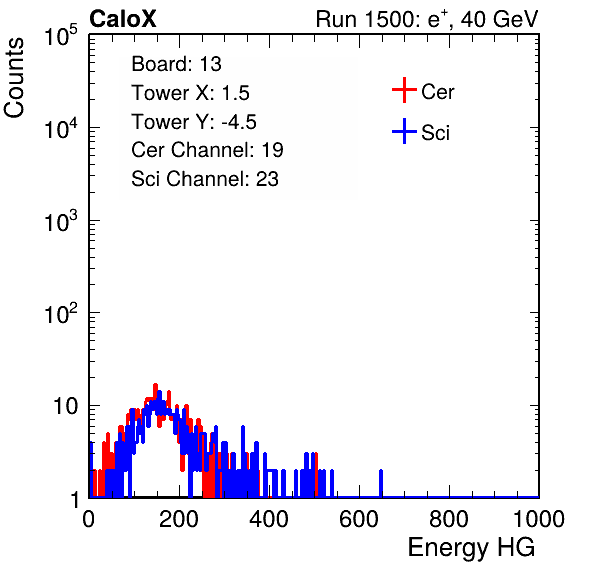 CaloX Run 1500: e⁺, 40 GeV
Counts
10⁵
10⁴
10³
10²
10
1
Board: 13
Tower X: 1.5
Tower Y: -4.5
Cer Channel: 19
Sci Channel: 23
Cer
Sci
0 200 400 600 800 1000
Energy HG